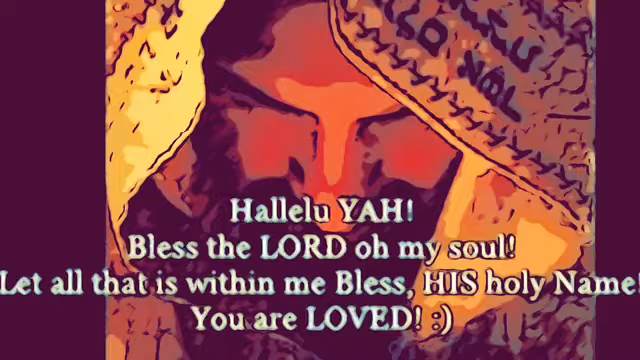 Hallelu YAH!
Bless the LORD oh my soul!
Let all that is within me Bless, HIS holy Name!
You are LOVED! :)